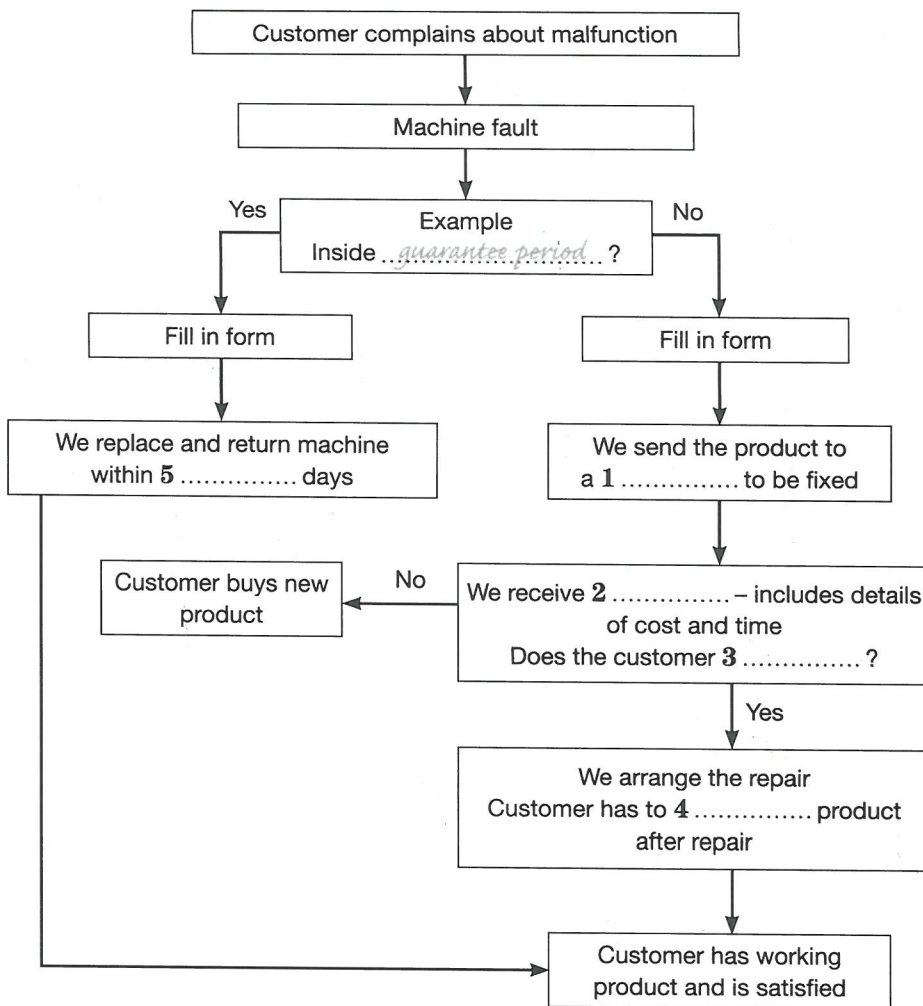 Customer complains about malfunction
Machine fault
Yes
Example
No
Inside ...guarantee period... ?
Fill in form
Fill in form
We replace and return machine
within 5 ............... days
We send the product to
a 1 ............... to be fixed
Customer buys new
product
No
We receive 2 ............... – includes details
of cost and time
Does the customer 3 ............... ?
Yes
We arrange the repair
Customer has to 4 ............... product
after repair
Customer has working
product and is satisfied